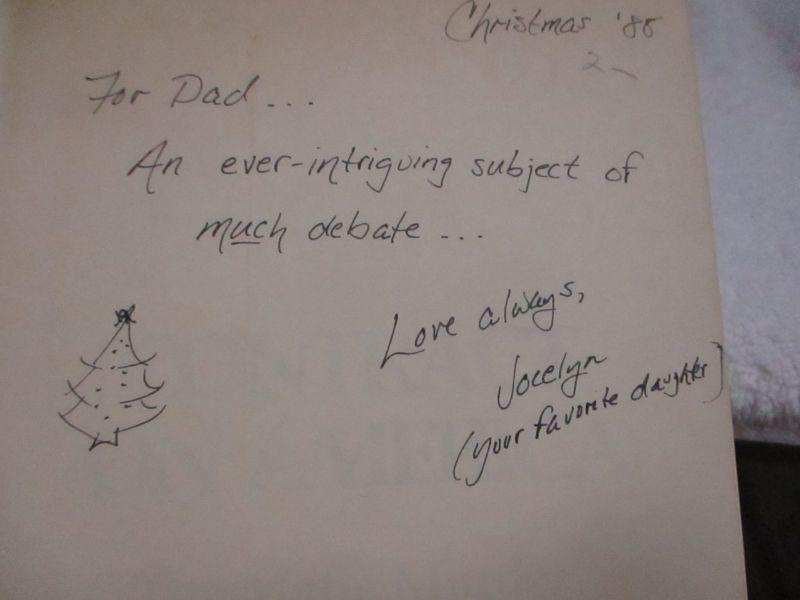 Christmas '88
2
For Dad...
An ever-intriguing subject of
much debate...
Love always,
Jocelyn
(your favorite daughter)